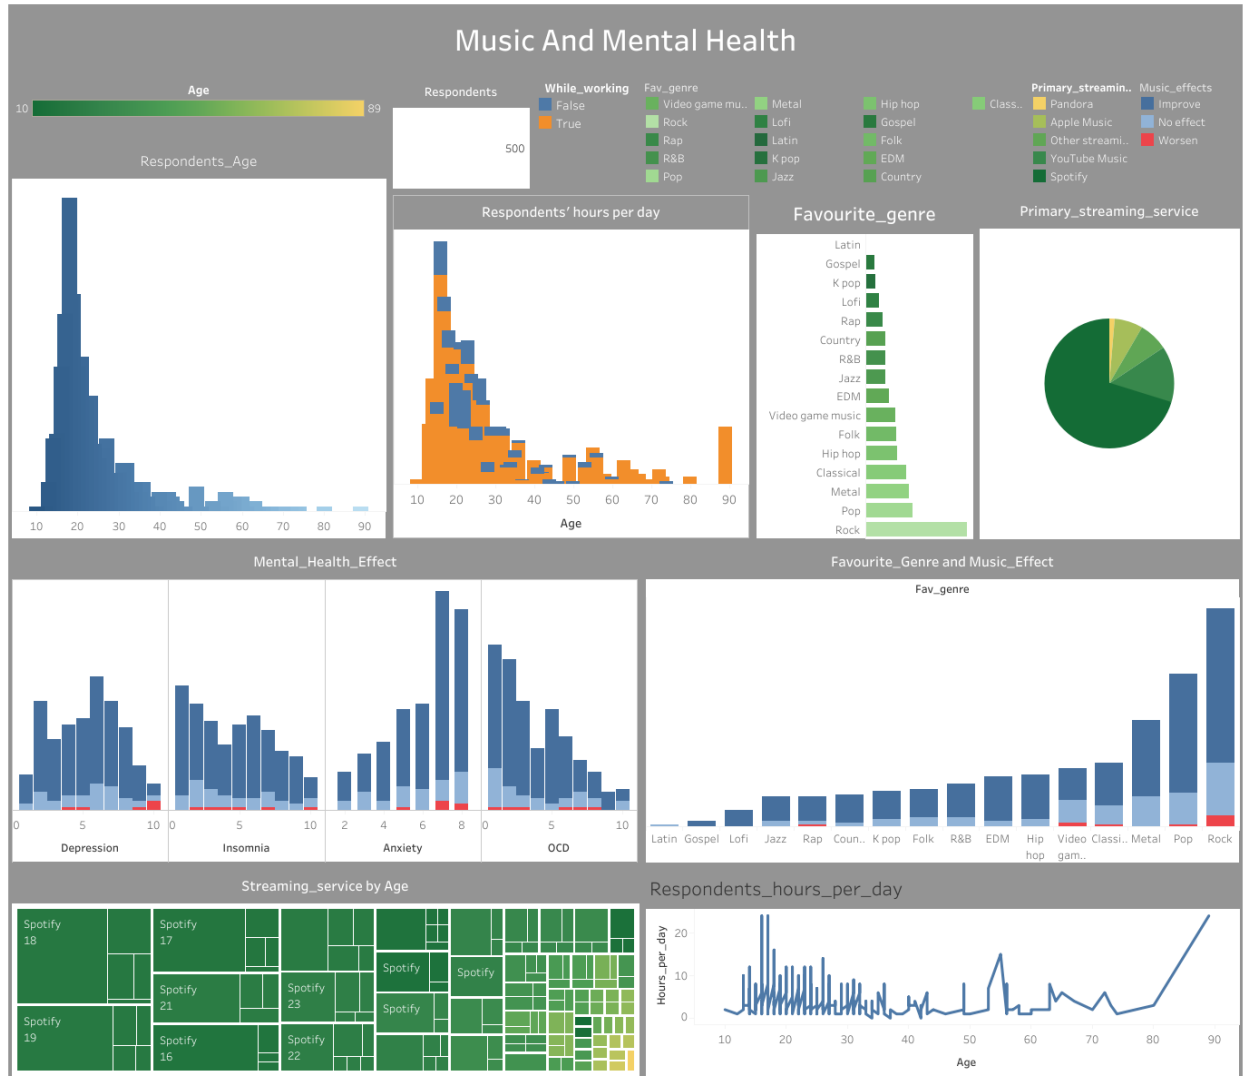 Music And Mental Health
Age
10
89
Respondents
500
While_working
False
True
Fav_genre
Video game mu..
Rock
Rap
R&B
Pop
Metal
Lofi
Latin
K pop
Jazz
Hip hop
Gospel
Folk
EDM
Country
Class..
Primary_streamin..
Pandora
Apple Music
Other streami..
YouTube Music
Spotify
Music_effects
Improve
No effect
Worsen
Respondents_Age
10 20 30 40 50 60 70 80 90
Respondents' hours per day
10 20 30 40 50 60 70 80 90
Age
Favourite_genre
Latin
Gospel
K pop
Lofi
Rap
Country
R&B
Jazz
EDM
Video game music
Folk
Hip hop
Classical
Metal
Pop
Rock
Primary_streaming_service
Mental_Health_Effect
0 5 10
Depression
0 5 10
Insomnia
2 4 6 8
Anxiety
0 5 10
OCD
Favourite_Genre and Music_Effect
Fav_genre
Latin Gospel Lofi Jazz Rap Coun.. K pop Folk R&B EDM Hip hop Video gam.. Classi.. Metal Pop Rock
Streaming_service by Age
Spotify
18
Spotify
19
Spotify
17
Spotify
21
Spotify
16
Spotify
23
Spotify
22
Spotify
Spotify
Spotify
Respondents_hours_per_day
Hours_per_day
20
10
0
10 20 30 40 50 60 70 80 90
Age